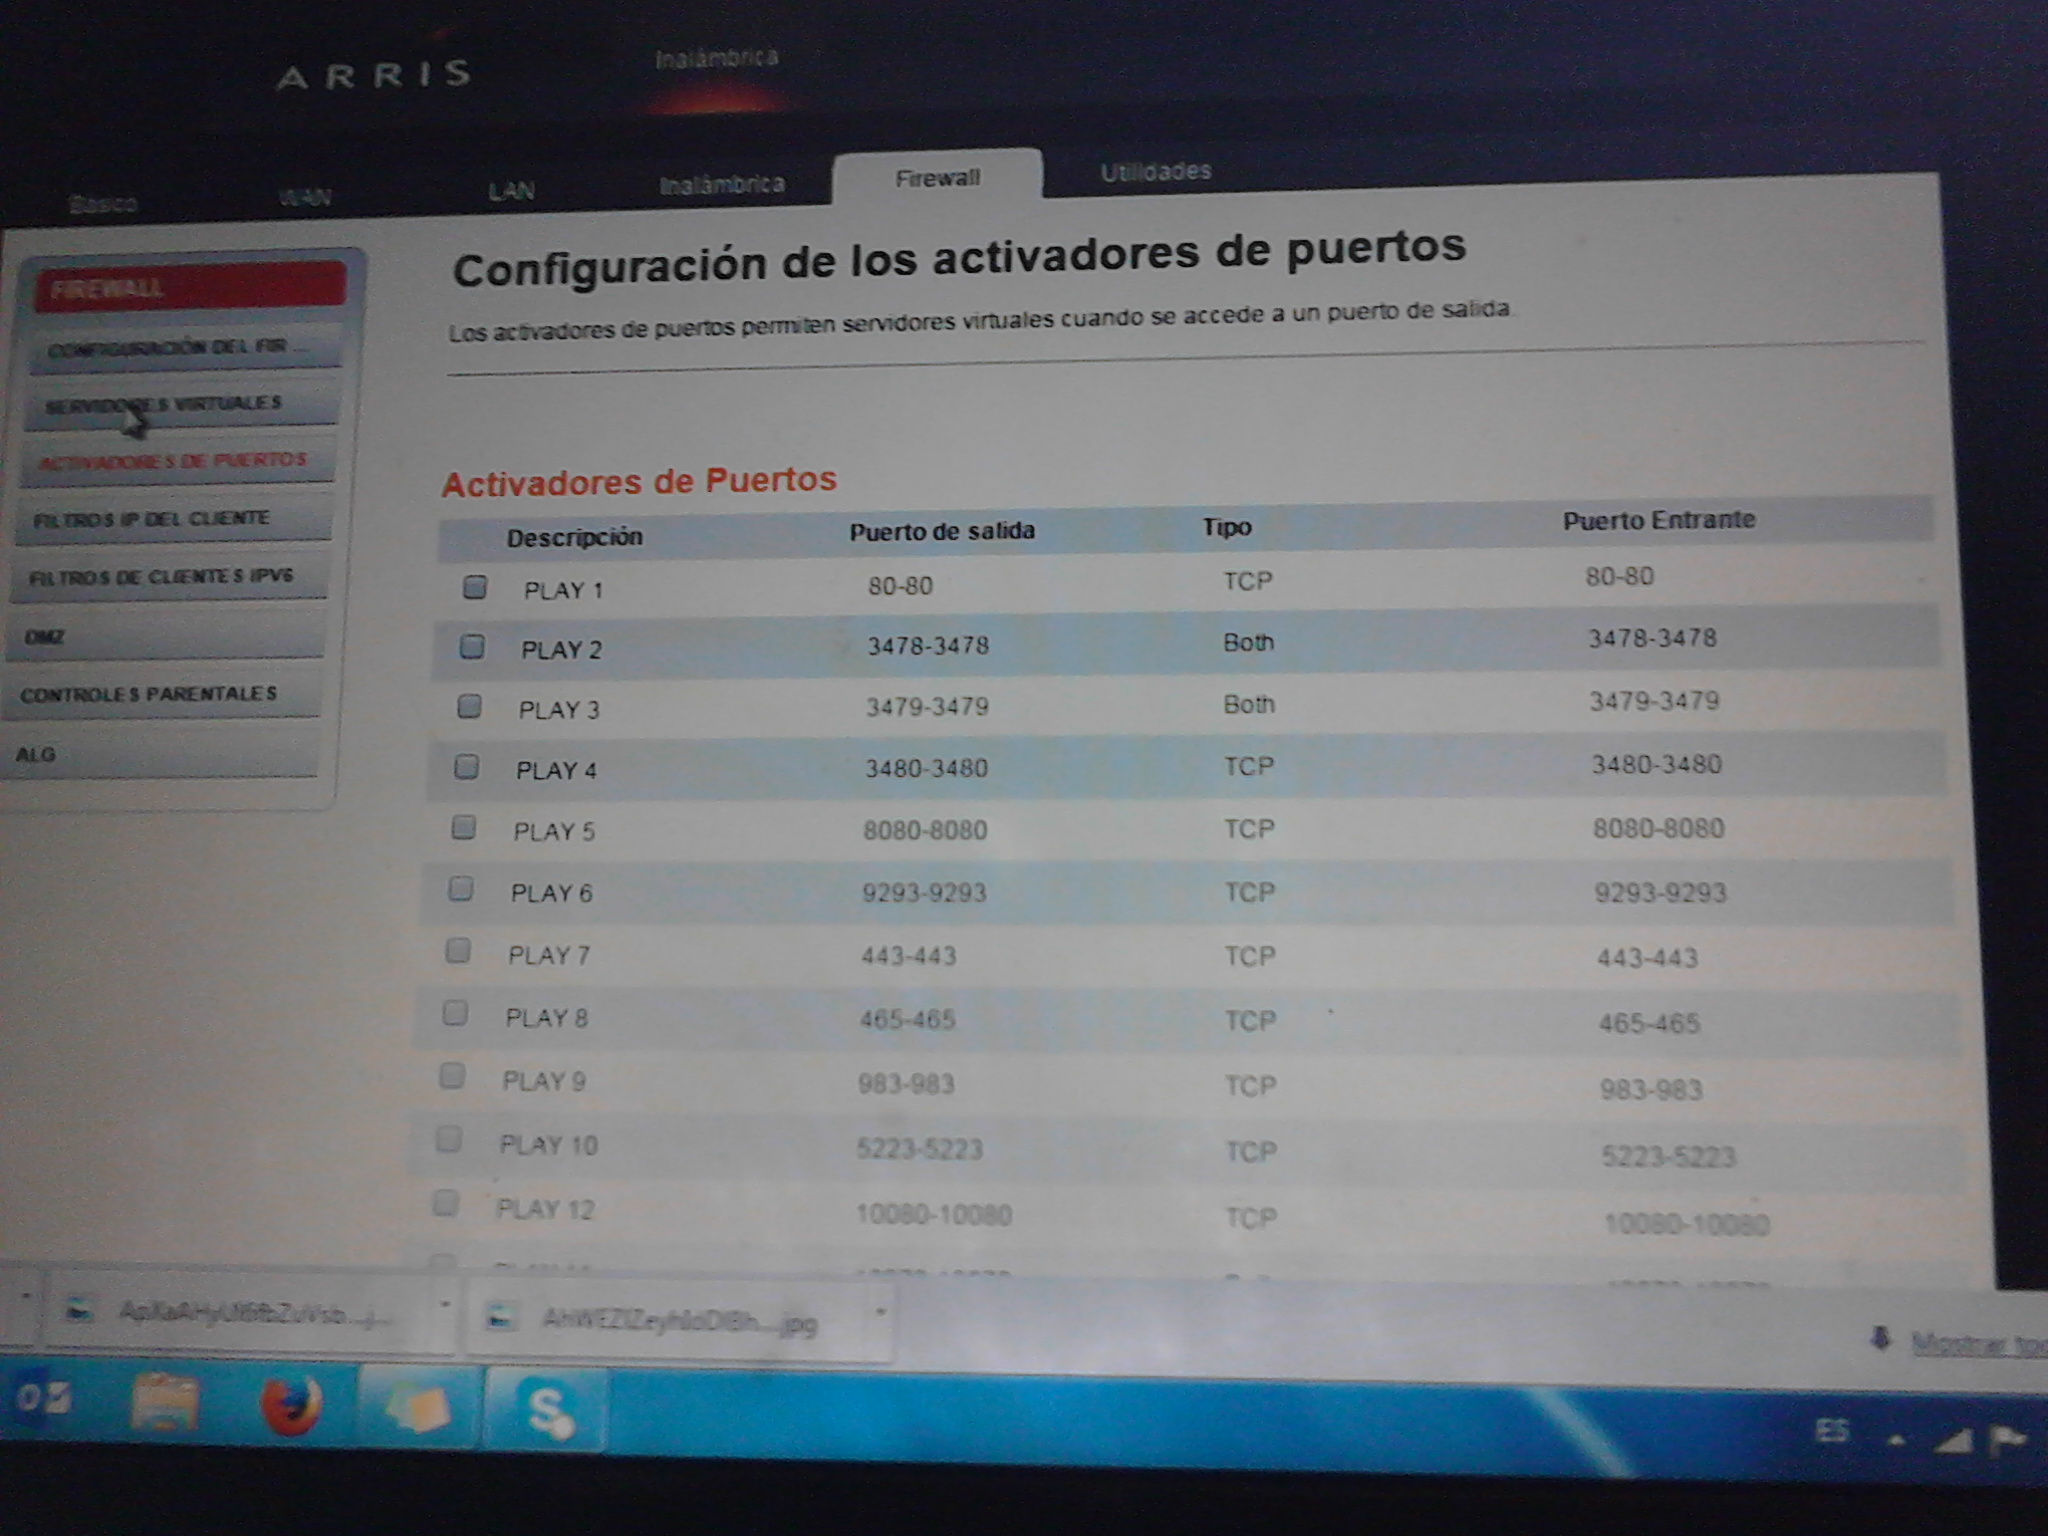 ARRIS
Inalámbrica
Básico WAN LAN Inalámbrica Firewall Utilidades
FIREWALL
CONFIGURACIÓN DEL FIR ...
SERVIDORES VIRTUALES
ACTIVADORES DE PUERTOS
FILTROS IP DEL CLIENTE
FILTROS DE CLIENTES IPV6
DMZ
CONTROLES PARENTALES
ALG
Configuración de los activadores de puertos
Los activadores de puertos permiten servidores virtuales cuando se accede a un puerto de salida.
Activadores de Puertos
Descripción Puerto de salida Tipo Puerto Entrante
PLAY 1 80-80 TCP 80-80
PLAY 2 3478-3478 Both 3478-3478
PLAY 3 3479-3479 Both 3479-3479
PLAY 4 3480-3480 TCP 3480-3480
PLAY 5 8080-8080 TCP 8080-8080
PLAY 6 9293-9293 TCP 9293-9293
PLAY 7 443-443 TCP 443-443
PLAY 8 465-465 TCP 465-465
PLAY 9 983-983 TCP 983-983
PLAY 10 5223-5223 TCP 5223-5223
PLAY 12 10080-10080 TCP 10080-10080
Mostrar
ES